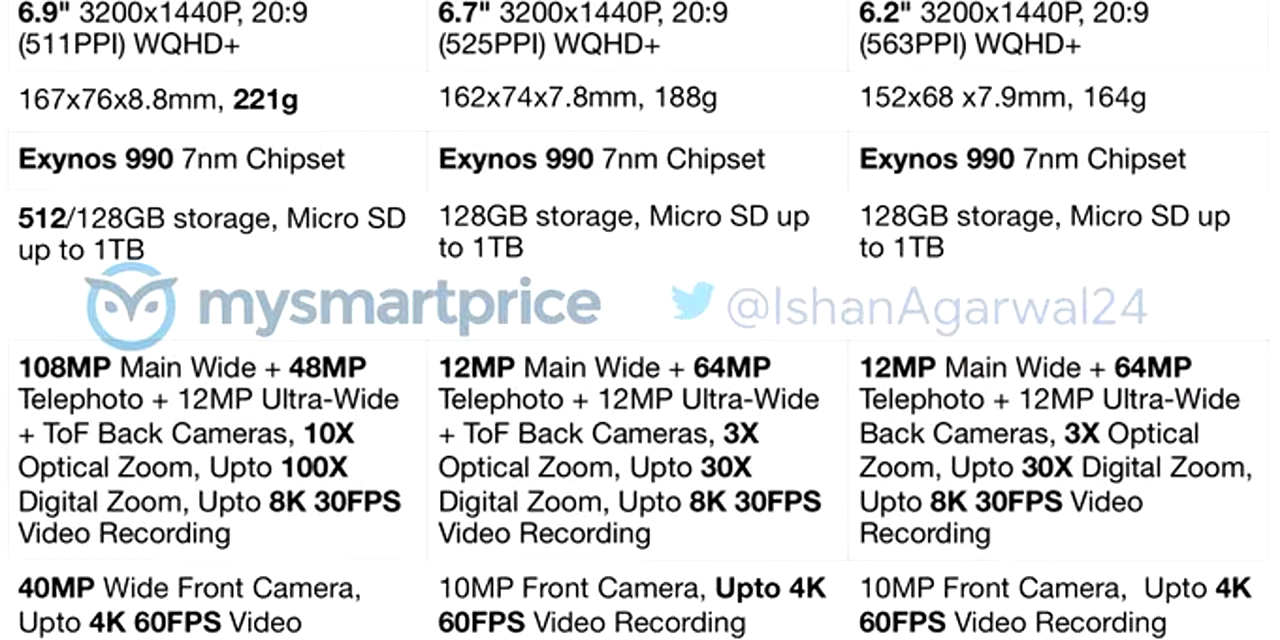 6.9" 3200x1440P, 20:9
(511PPI) WQHD+
6.7" 3200x1440P, 20:9
(525PPI) WQHD+
6.2" 3200x1440P, 20:9
(563PPI) WQHD+
167x76x8.8mm, 221g
162x74x7.8mm, 188g
152x68 x7.9mm, 164g
Exynos 990 7nm Chipset
Exynos 990 7nm Chipset
Exynos 990 7nm Chipset
512/128GB storage, Micro SD
up to 1TB
128GB storage, Micro SD up
to 1TB
128GB storage, Micro SD up
to 1TB
mysmartprice
@IshanAgarwal24
108MP Main Wide + 48MP
Telephoto + 12MP Ultra-Wide
+ ToF Back Cameras, 10X
Optical Zoom, Upto 100X
Digital Zoom, Upto 8K 30FPS
Video Recording
12MP Main Wide + 64MP
Telephoto + 12MP Ultra-Wide
+ ToF Back Cameras, 3X
Optical Zoom, Upto 30X
Digital Zoom, Upto 8K 30FPS
Video Recording
12MP Main Wide + 64MP
Telephoto + 12MP Ultra-Wide
Back Cameras, 3X Optical
Zoom, Upto 30X Digital Zoom,
Upto 8K 30FPS Video
Recording
40MP Wide Front Camera,
Upto 4K 60FPS Video
10MP Front Camera, Upto 4K
60FPS Video Recording
10MP Front Camera, Upto 4K
60FPS Video Recording